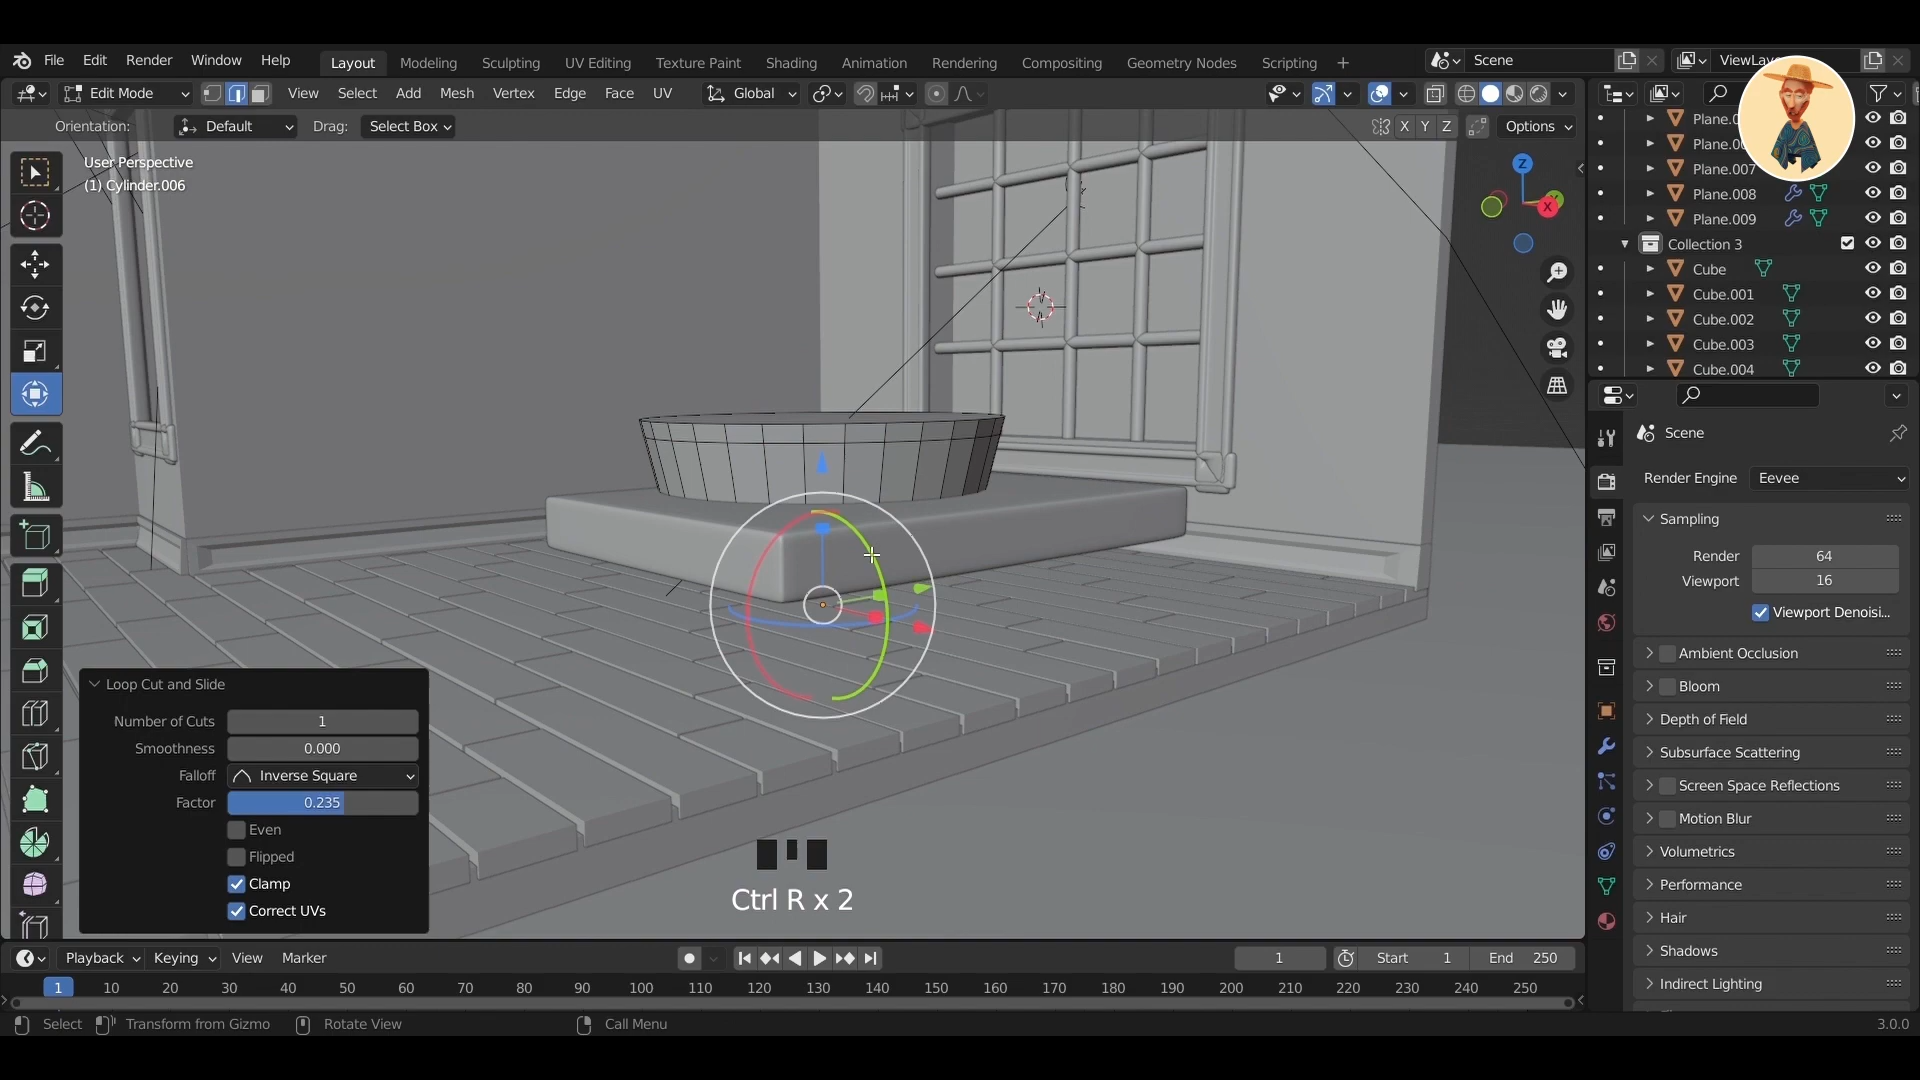 File Edit Render Window Help Layout Modeling Sculpting UV Editing Texture Paint Shading Animation Rendering Compositing Geometry Nodes Scripting + Scene
Edit Mode View Select Add Mesh Vertex Edge Face UV Global
Orientation: Default Drag: Select Box X Y Z Options
User Perspective
(1) Cylinder.006
Z
X
Plane.007
Plane.008
Plane.009
Collection 3
Cube
Cube.001
Cube.002
Cube.003
Cube.004
Scene
Render Engine Eevee
Sampling
Render 64
Viewport 16
Viewport Denoisi...
Ambient Occlusion
Bloom
Depth of Field
Subsurface Scattering
Screen Space Reflections
Motion Blur
Volumetrics
Performance
Hair
Shadows
Indirect Lighting
Loop Cut and Slide
Number of Cuts 1
Smoothness 0.000
Falloff Inverse Square
Factor 0.235
Even
Flipped
Clamp
Correct UVs
Ctrl R x 2
Playback Keying View Marker 1 Start 1 End 250
1 10 20 30 40 50 60 70 80 90 100 110 120 130 140 150 160 170 180 190 200 210 220 230 240 250
Select Transform from Gizmo Rotate View Call Menu 3.0.0